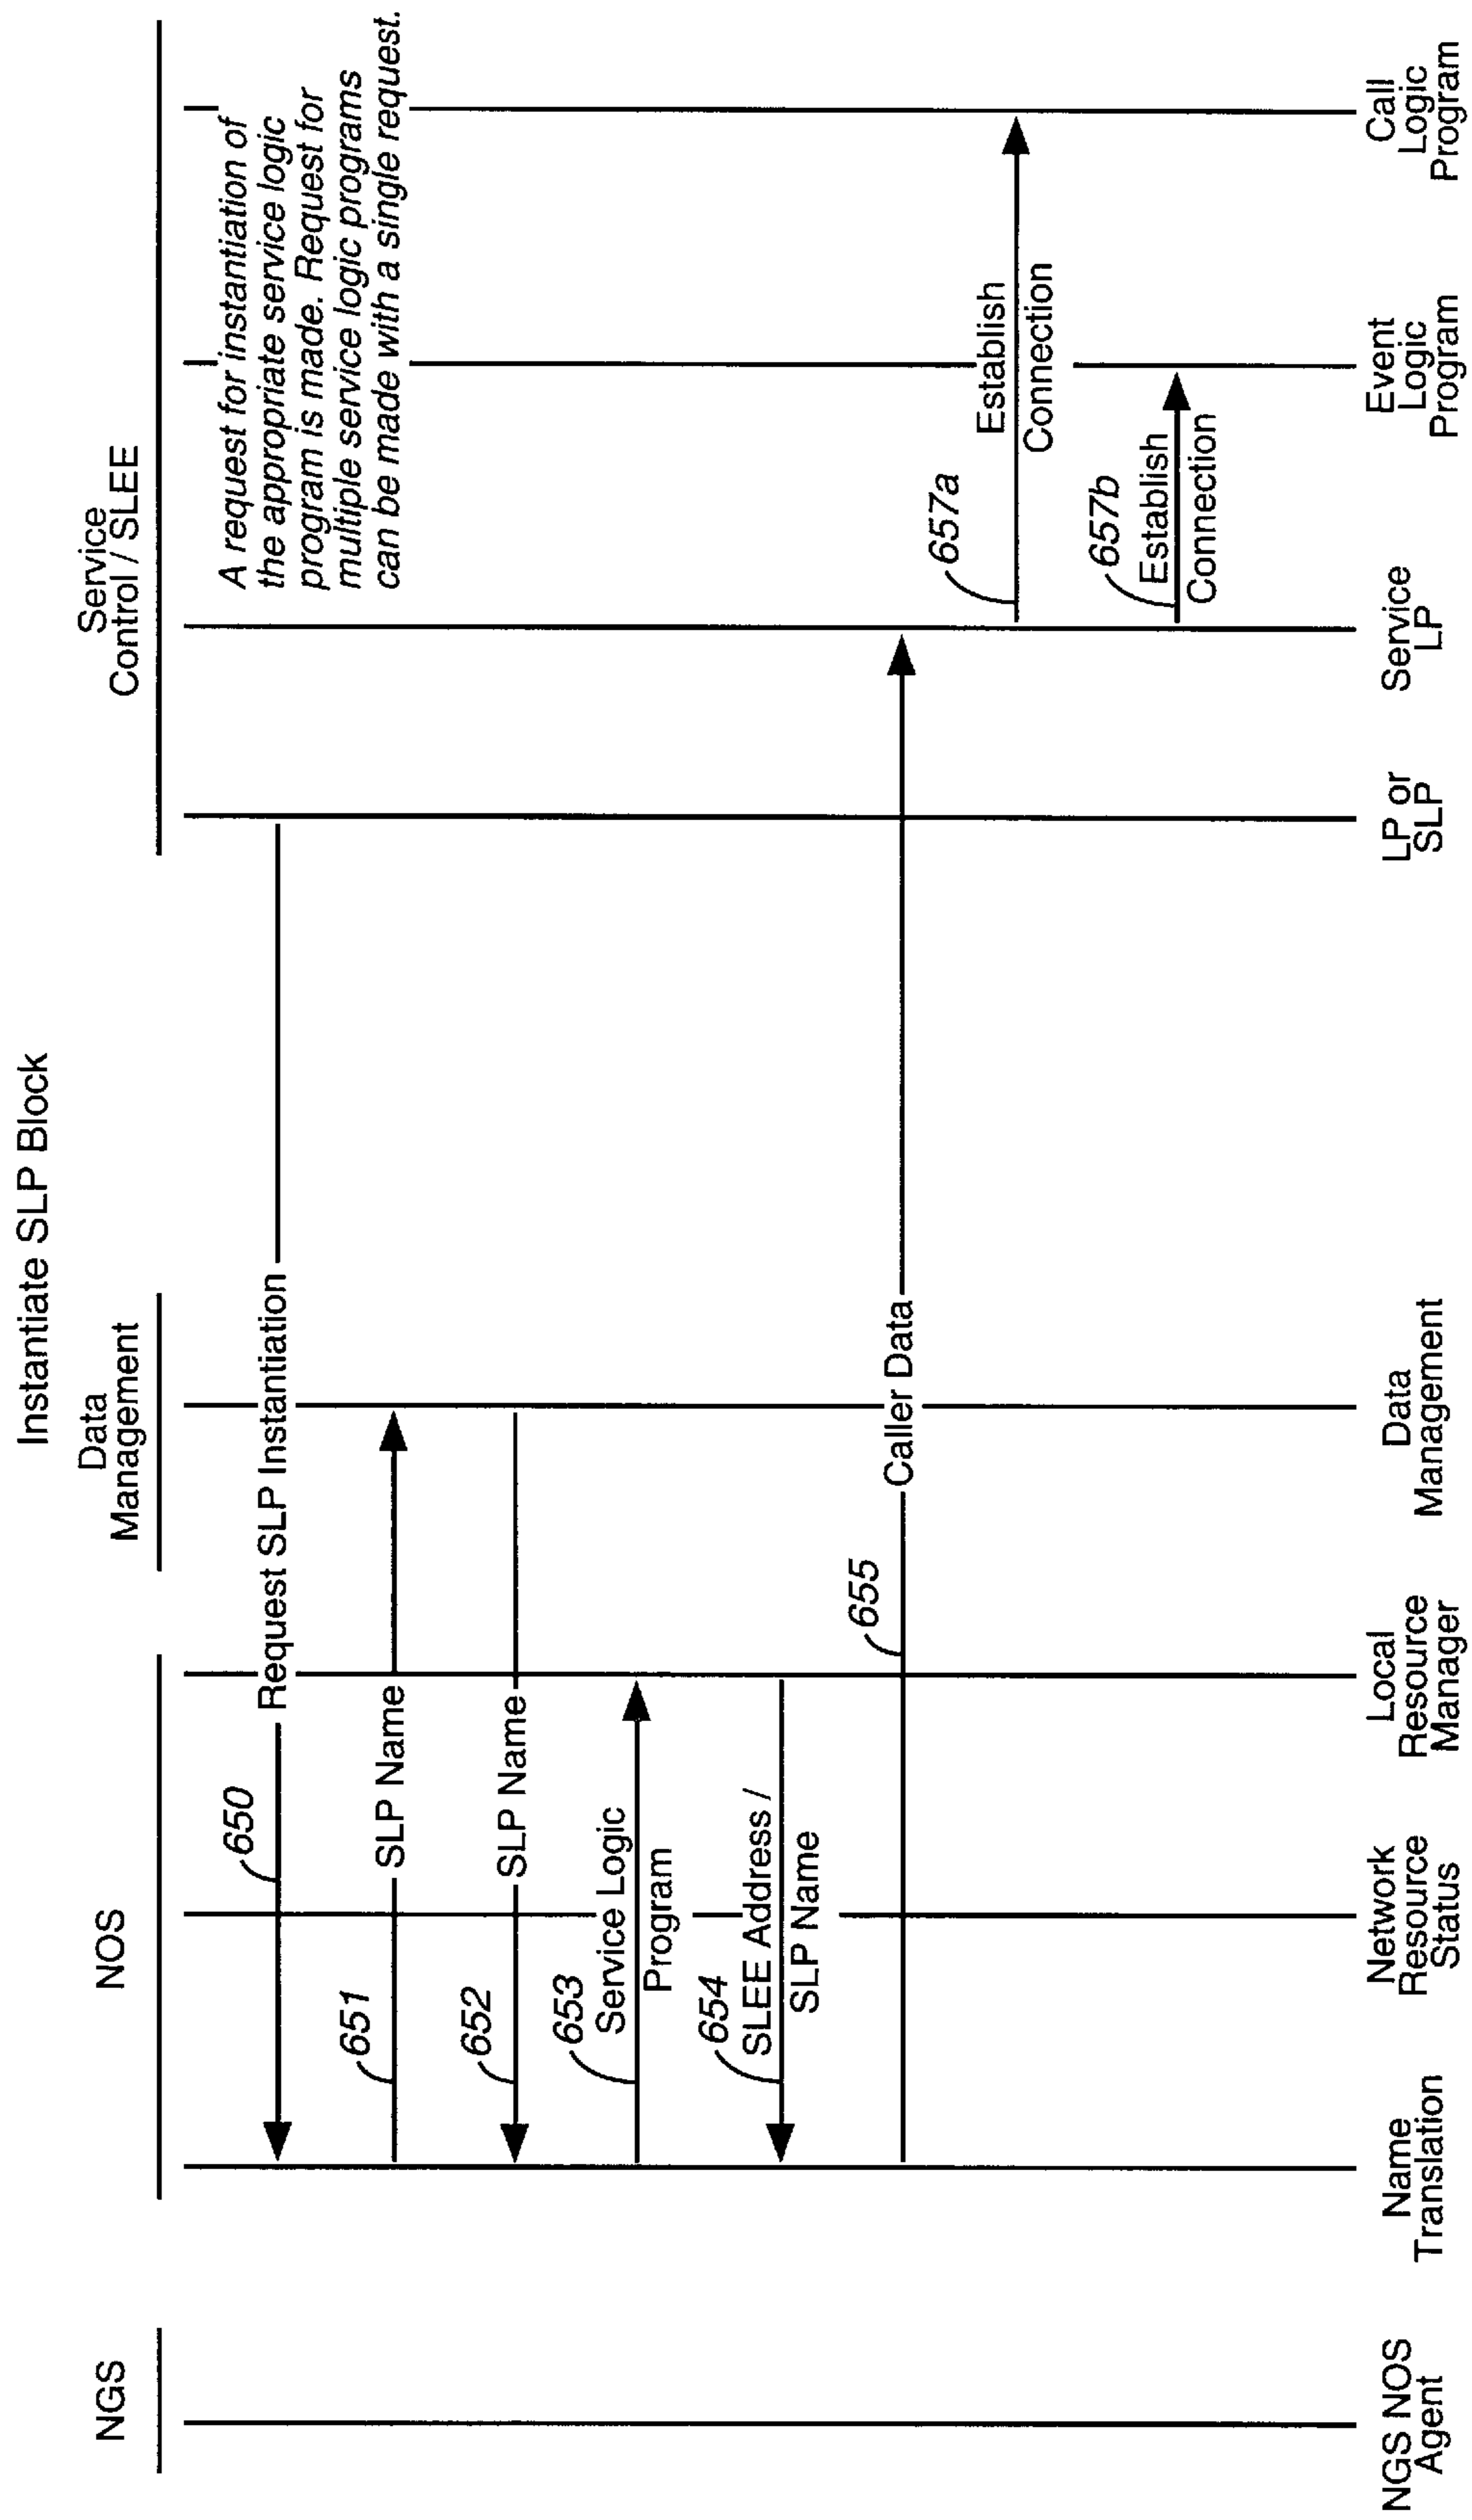 Instantiate SLP Block
NGS
NOS
Data
Management
Service
Control / SLEE
A request for instantiation of
the appropriate service logic
program is made. Request for
multiple service logic programs
can be made with a single request.
650
Request SLP Instantiation
651
SLP Name
652
SLP Name
653
Service Logic
Program
654
SLEE Address /
SLP Name
655
Caller Data
657a
Establish
Connection
657b
Establish
Connection
NGS NOS
Agent
Name
Translation
Network
Resource
Status
Local
Resource
Manager
Data
Management
LP or
SLP
Service
LP
Event
Logic
Program
Call
Logic
Program